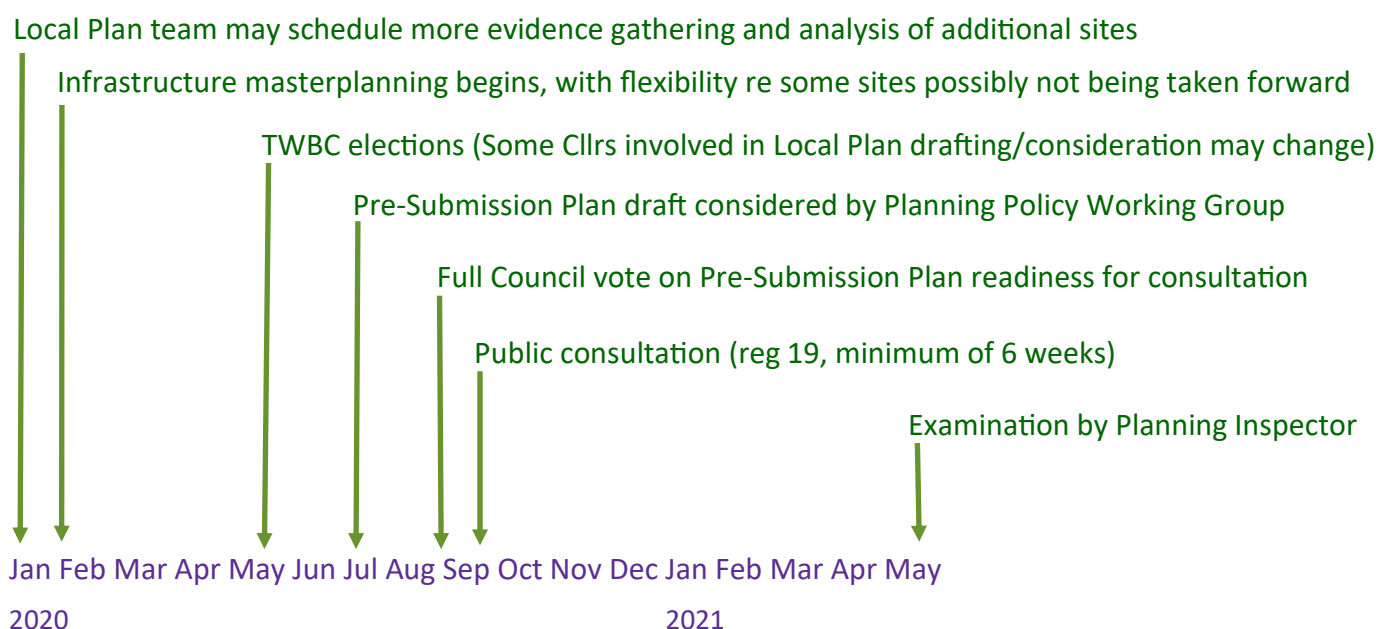 Local Plan team may schedule more evidence gathering and analysis of additional sites
Infrastructure masterplanning begins, with flexibility re some sites possibly not being taken forward
TWBC elections (Some Cllrs involved in Local Plan drafting/consideration may change)
Pre-Submission Plan draft considered by Planning Policy Working Group
Full Council vote on Pre-Submission Plan readiness for consultation
Public consultation (reg 19, minimum of 6 weeks)
Examination by Planning Inspector
Jan Feb Mar Apr May Jun Jul Aug Sep Oct Nov Dec Jan Feb Mar Apr May
2020 2021